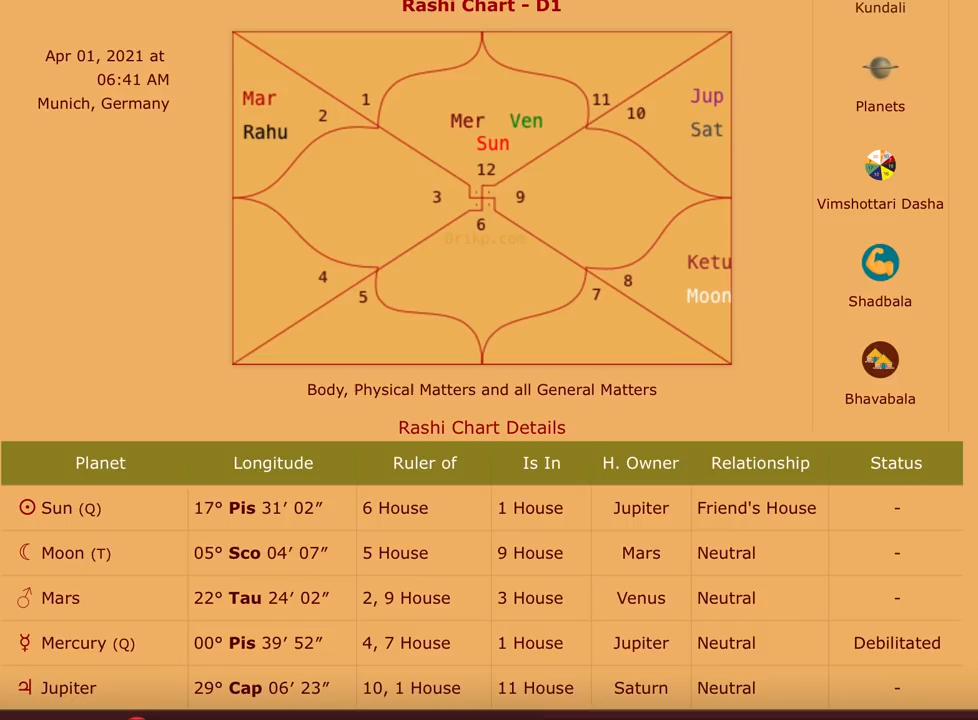 Rashi Chart - D1
Kundali
Apr 01, 2021 at
06:41 AM
Munich, Germany
Planets
Vimshottari Dasha
Shadbala
Bhavabala
Mar
Rahu
2
1
Mer Ven
Sun
12
11
10
Jup
Sat
3
9
6
Drikp.com
4
5
7
8
Ketu
Moon
Body, Physical Matters and all General Matters
Rashi Chart Details
Planet Longitude Ruler of Is In H. Owner Relationship Status
☉ Sun (Q) 17° Pis 31′ 02″ 6 House 1 House Jupiter Friend's House -
☾ Moon (T) 05° Sco 04′ 07″ 5 House 9 House Mars Neutral -
♂ Mars 22° Tau 24′ 02″ 2, 9 House 3 House Venus Neutral -
☿ Mercury (Q) 00° Pis 39′ 52″ 4, 7 House 1 House Jupiter Neutral Debilitated
♃ Jupiter 29° Cap 06′ 23″ 10, 1 House 11 House Saturn Neutral -